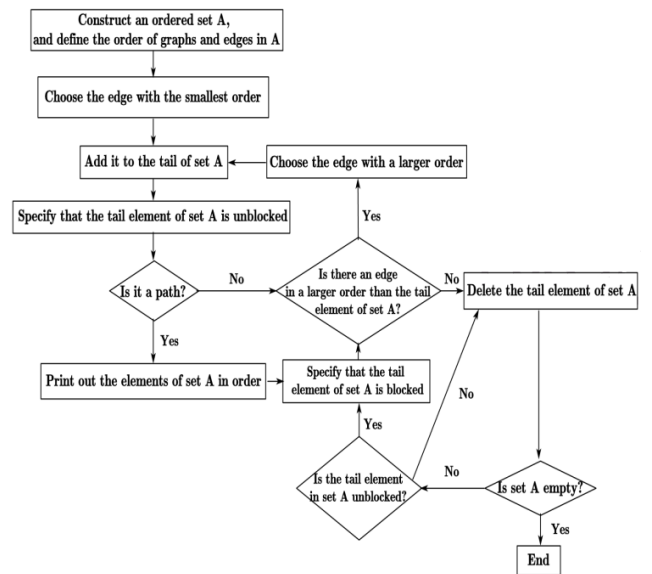 Construct an ordered set A,
and define the order of graphs and edges in A
Choose the edge with the smallest order
Add it to the tail of set A
Choose the edge with a larger order
Specify that the tail element of set A is unblocked
Yes
Is it a path?
No
Is there an edge
in a larger order than the tail
element of set A?
No
Delete the tail element of set A
Yes
Print out the elements of set A in order
Specify that the tail
element of set A is blocked
No
Yes
Is the tail element
in set A unblocked?
No
Is set A empty?
Yes
End